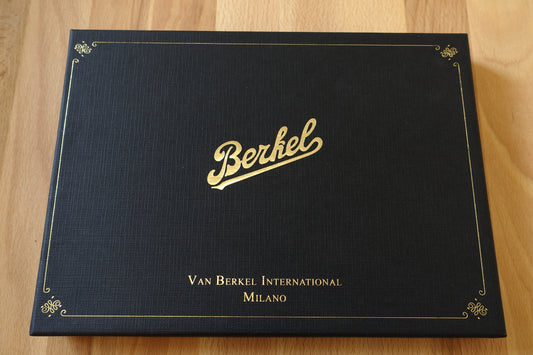 Berkel
VAN BERKEL INTERNATIONAL
MILANO